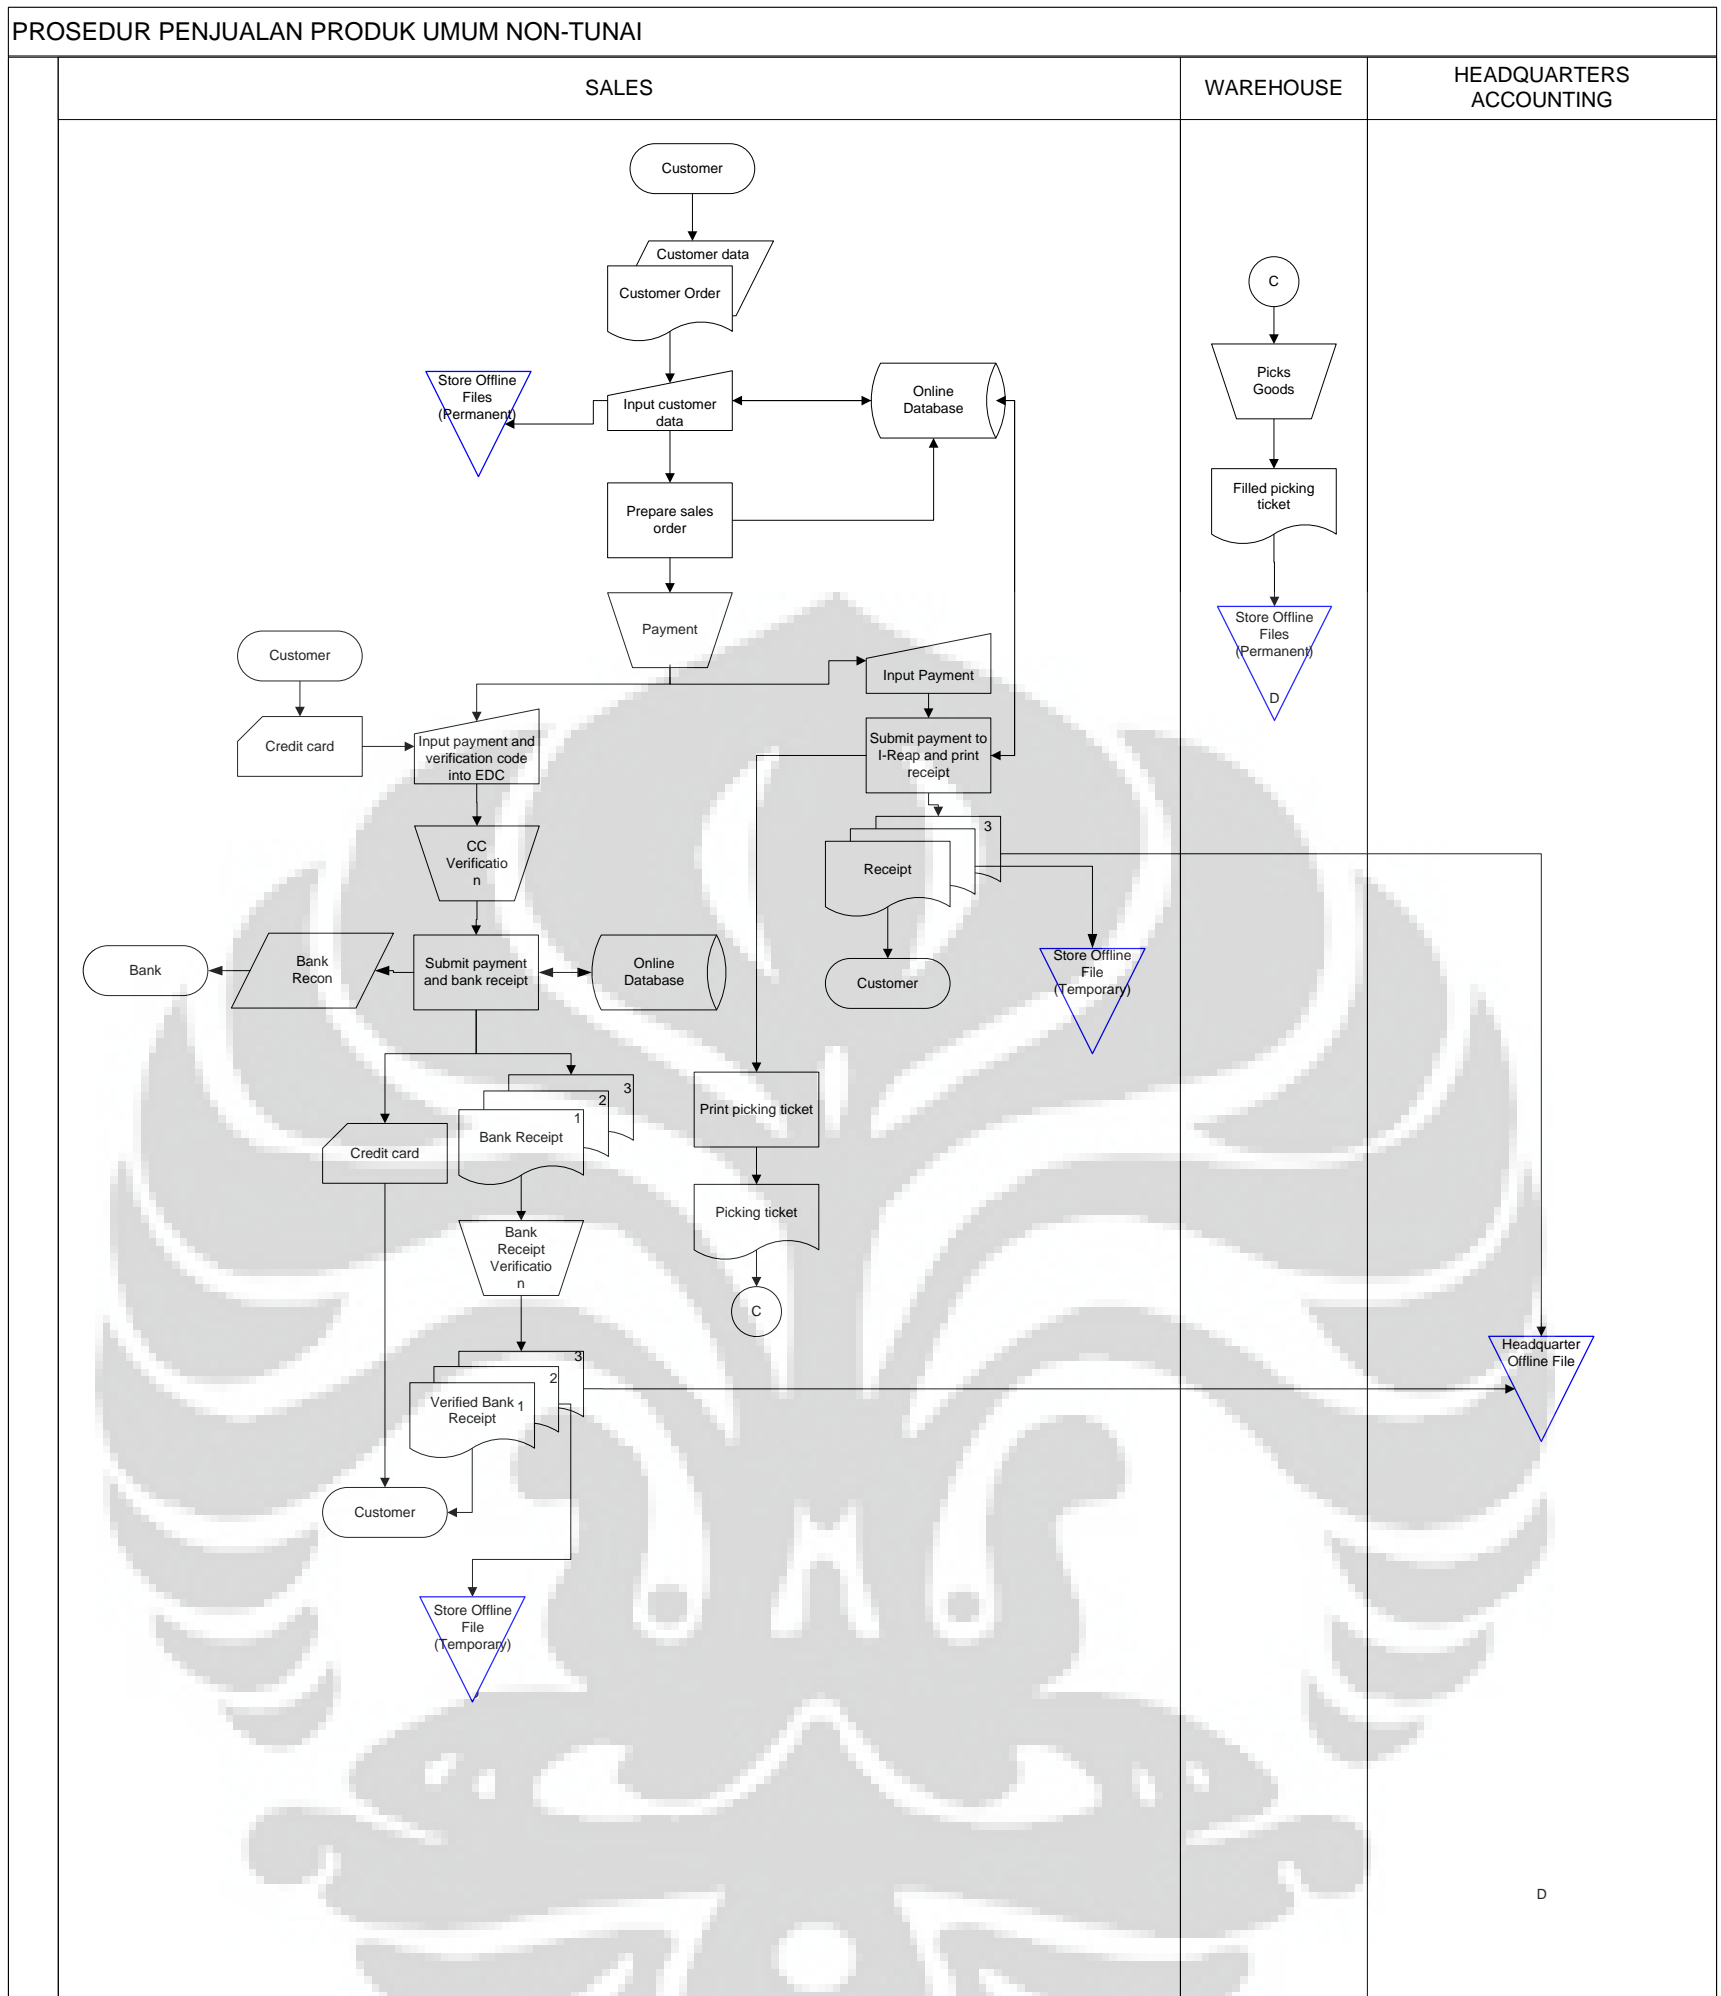 PROSEDUR PENJUALAN PRODUK UMUM NON-TUNAI
SALES
WAREHOUSE
HEADQUARTERS
ACCOUNTING
Customer
Customer data
Customer Order
Store Offline
Files
(Permanent)
Input customer
data
Online
Database
Prepare sales
order
Payment
Customer
Credit card
Input payment and
verification code
into EDC
Input Payment
Submit payment to
I-Reap and print
receipt
CC
Verificatio
n
3
Receipt
Bank
Bank
Recon
Submit payment
and bank receipt
Online
Database
Customer
Store Offline
File
(Temporary)
3
2
1
Bank Receipt
Credit card
Print picking ticket
Picking ticket
Bank
Receipt
Verificatio
n
C
3
2
Verified Bank 1
Receipt
Customer
Store Offline
File
(Temporary)
C
Picks
Goods
Filled picking
ticket
Store Offline
Files
(Permanent)
D
Headquarter
Offline File
D